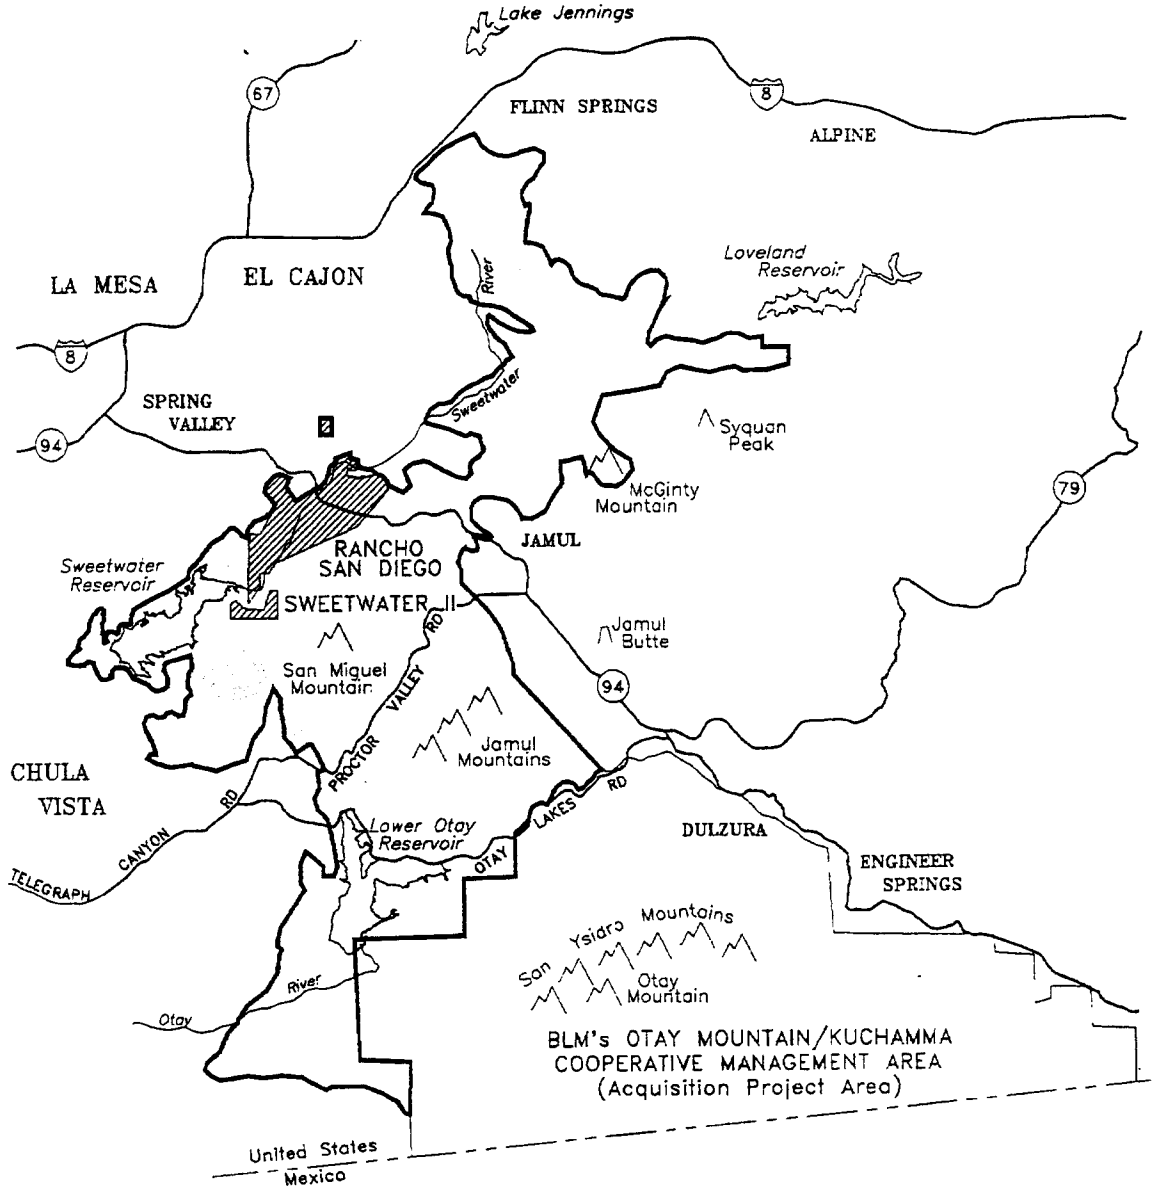 Lake Jennings
67
8
FLINN SPRINGS
ALPINE
Loveland
Reservoir
LA MESA
EL CAJON
River
8
SPRING
VALLEY
94
Sweetwater
Syquan
Peak
McGinty
Mountain
79
JAMUL
RANCHO
SAN DIEGO
Sweetwater
Reservoir
SWEETWATER II
Jamul
Butte
San Miguel
Mountain
PROCTOR VALLEY RD
94
Jamul
Mountains
CHULA
VISTA
TELEGRAPH CANYON RD
Lower Otay
Reservoir
OTAY LAKES RD
DULZURA
ENGINEER
SPRINGS
San Ysidro Mountains
Otay
Mountain
Otay River
BLM's OTAY MOUNTAIN/KUCHAMMA
COOPERATIVE MANAGEMENT AREA
(Acquisition Project Area)
United States
Mexico